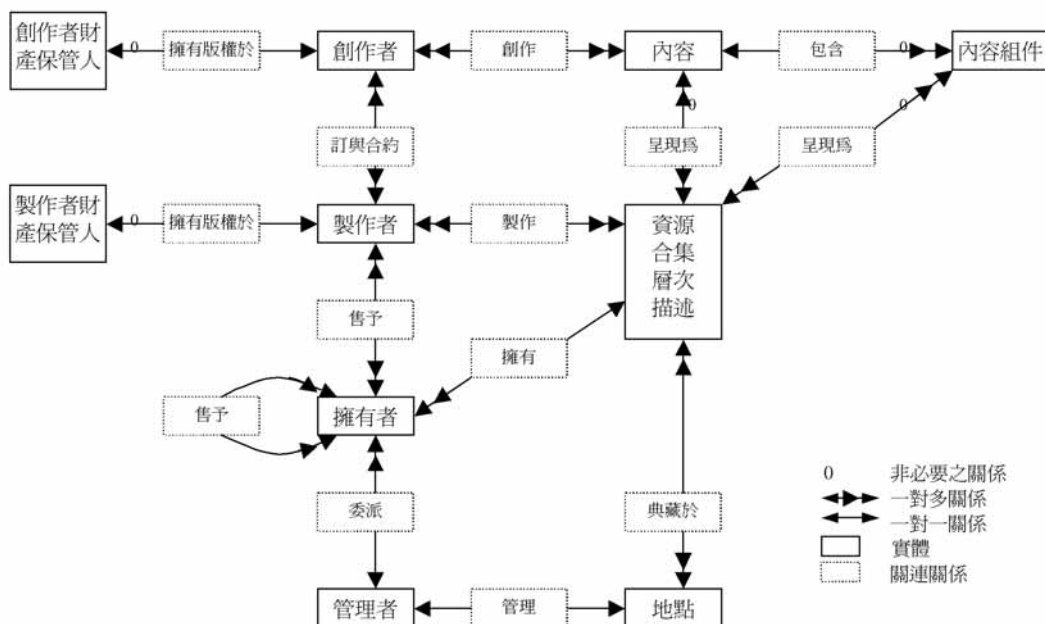 創作者財
產保管人
0
擁有版權於
創作者
創作
內容
包含
0
內容組件
訂與合約
0
呈現為
0
呈現為
製作者財
產保管人
0
擁有版權於
製作者
製作
資源
合集
層次
描述
售予
擁有
售予
擁有者
委派
典藏於
管理者
管理
地點
0 非必要之關係
一對多關係
一對一關係
實體
關連關係